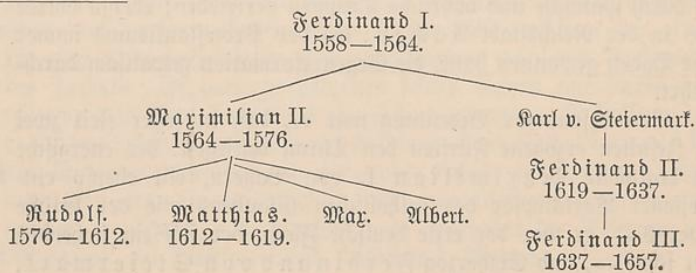 Ferdinand I.
1558—1564.
Maximilian II.
1564—1576.
Karl v. Steiermark.
Ferdinand II.
1619—1637.
Rudolf.
1576—1612.
Matthias.
1612—1619.
Max.
Albert.
Ferdinand III.
1637—1657.